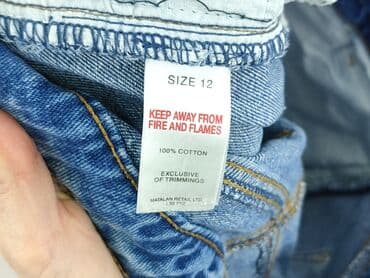 SIZE 12
KEEP AWAY FROM
FIRE AND FLAMES
100% COTTON
EXCLUSIVE
OF TRIMMINGS
MATALAN RETAIL LTD.